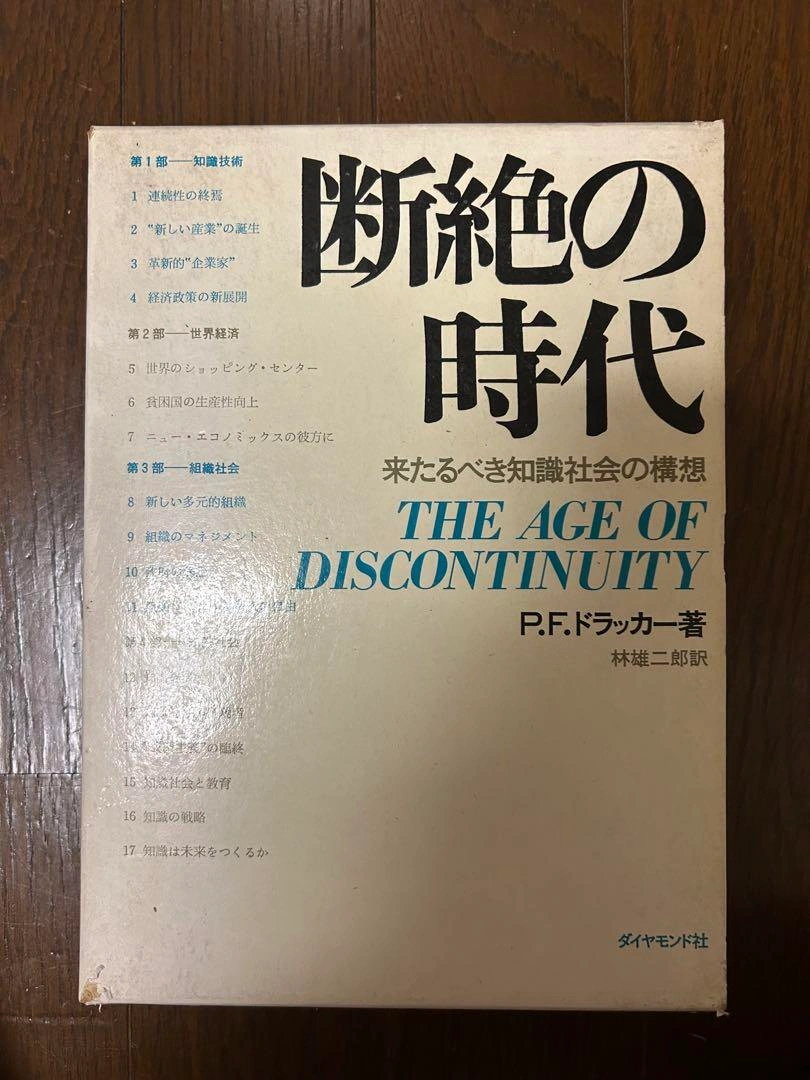 断絶の
時代
来たるべき知識社会の構想
THE AGE OF
DISCONTINUITY
P.F.ドラッカー著
林雄二郎訳
ダイヤモンド社
第1部──知識技術
1 連続性の終焉
2 “新しい産業”の誕生
3 革新的“企業家”
4 経済政策の新展開
第2部──世界経済
5 世界のショッピング・センター
6 貧困国の生産性向上
7 ニュー・エコノミックスの彼方に
第3部──組織社会
8 新しい多元的組織
9 組織のマネジメント
10
11
12
13
14 の臨終
15 知識社会と教育
16 知識の戦略
17 知識は未来をつくるか